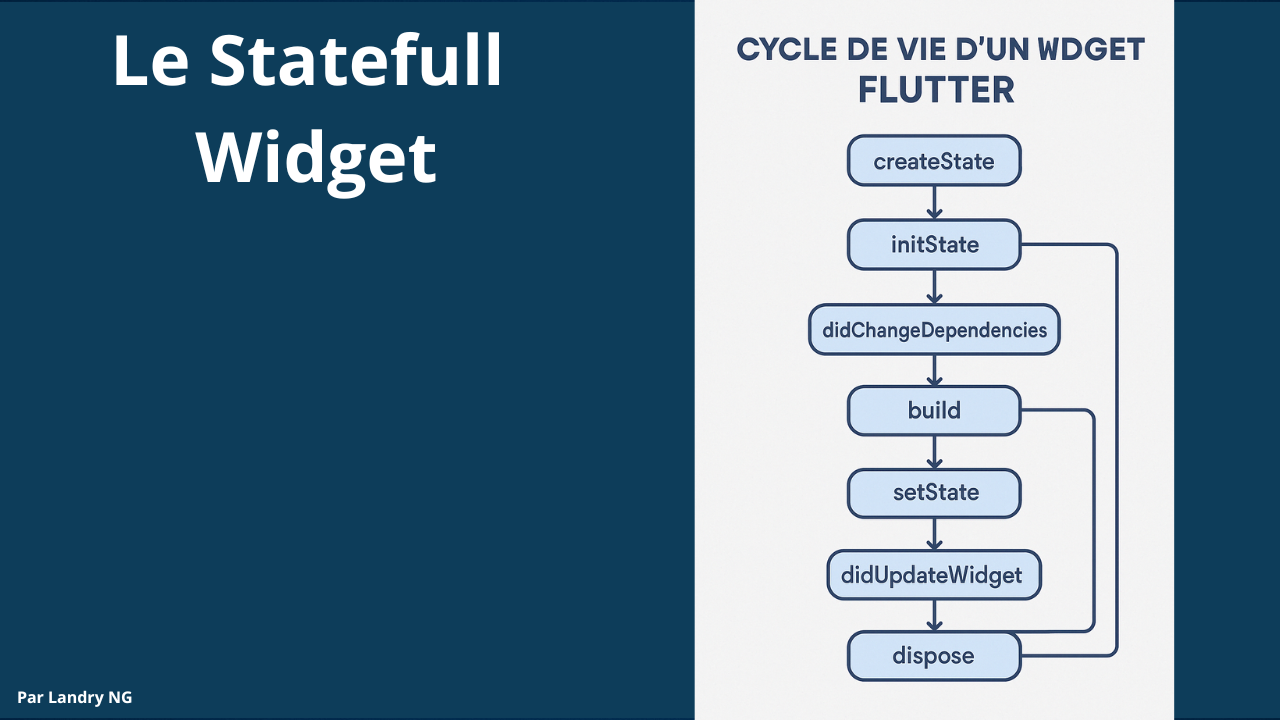 Le Statefull
Widget
CYCLE DE VIE D'UN WDGET
FLUTTER
createState
initState
didChangeDependencies
build
setState
didUpdateWidget
dispose
Par Landry NG